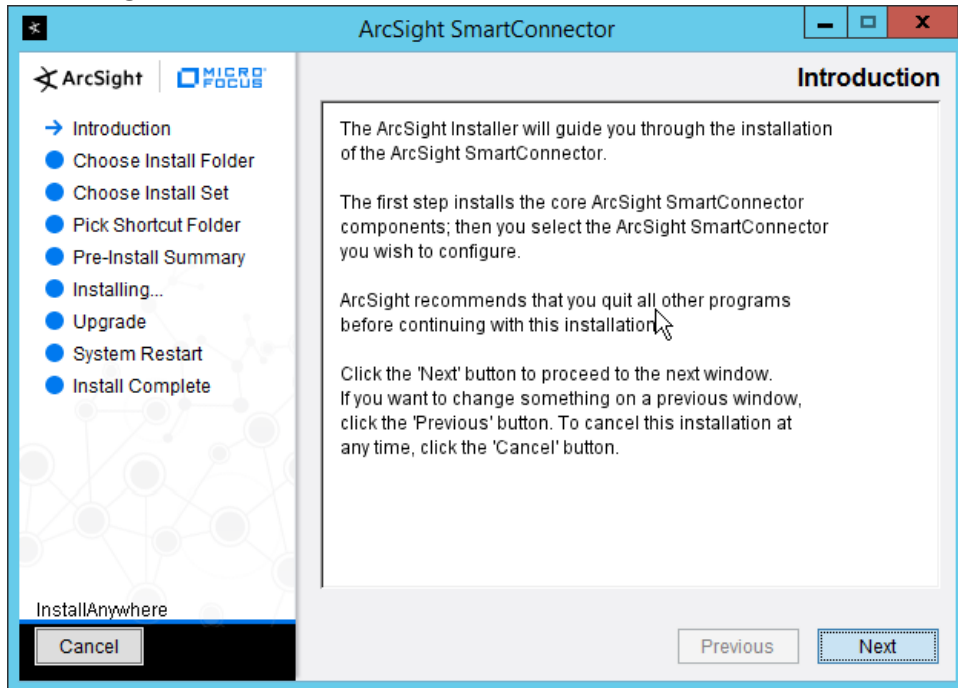 ArcSight SmartConnector
ArcSight
MICRO
FOCUS
Introduction
Introduction
Choose Install Folder
Choose Install Set
Pick Shortcut Folder
Pre-Install Summary
Installing...
Upgrade
System Restart
Install Complete
The ArcSight Installer will guide you through the installation
of the ArcSight SmartConnector.
The first step installs the core ArcSight SmartConnector
components; then you select the ArcSight SmartConnector
you wish to configure.
ArcSight recommends that you quit all other programs
before continuing with this installation.
Click the 'Next' button to proceed to the next window.
If you want to change something on a previous window,
click the 'Previous' button. To cancel this installation at
any time, click the 'Cancel' button.
InstallAnywhere
Cancel
Previous
Next